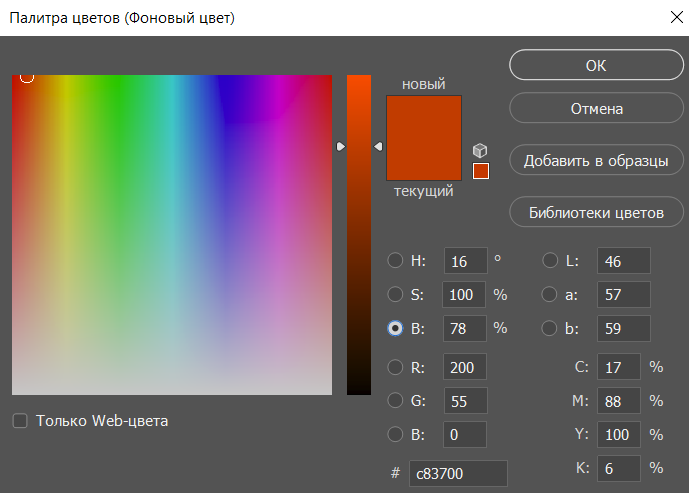 Палитра цветов (Фоновый цвет)
новый
текущий
ОК
Отмена
Добавить в образцы
Библиотеки цветов
H: 16 °
L: 46
S: 100 %
a: 57
B: 78 %
b: 59
R: 200
C: 17 %
G: 55
M: 88 %
B: 0
Y: 100 %
# c83700
K: 6 %
Только Web-цвета